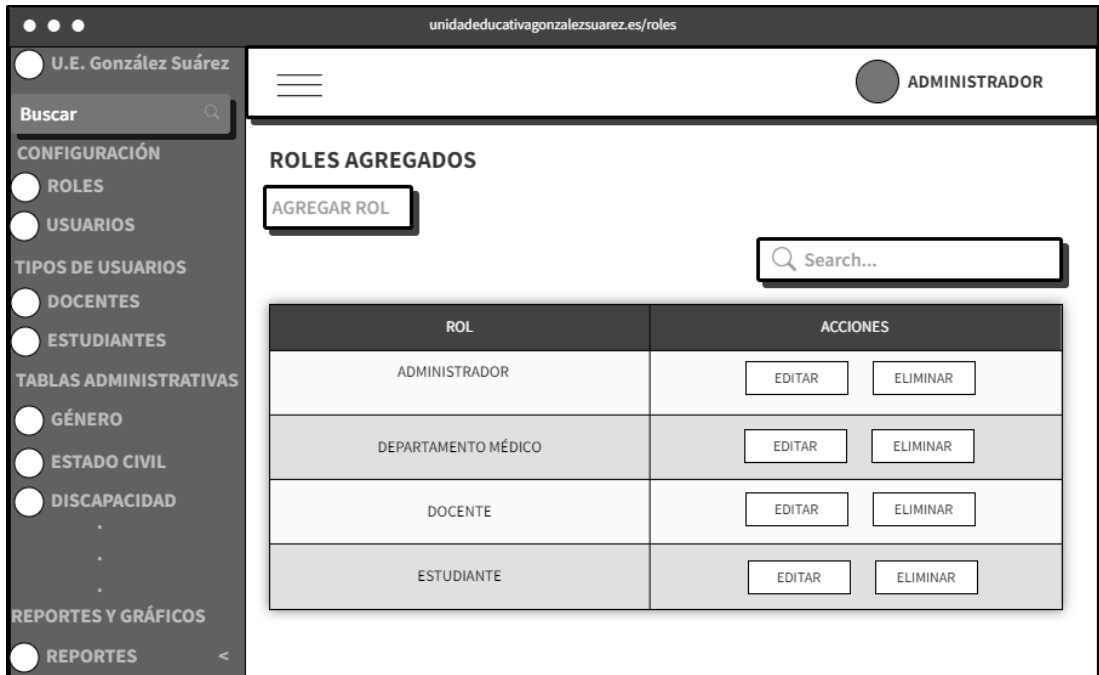 unidadeducativagonzalezsuarez.es/roles
U.E. González Suárez
Buscar
CONFIGURACIÓN
ROLES
USUARIOS
TIPOS DE USUARIOS
DOCENTES
ESTUDIANTES
TABLAS ADMINISTRATIVAS
GÉNERO
ESTADO CIVIL
DISCAPACIDAD
.
.
.
REPORTES Y GRÁFICOS
REPORTES <
ADMINISTRADOR
ROLES AGREGADOS
AGREGAR ROL
Search...
ROL ACCIONES
ADMINISTRADOR EDITAR ELIMINAR
DEPARTAMENTO MÉDICO EDITAR ELIMINAR
DOCENTE EDITAR ELIMINAR
ESTUDIANTE EDITAR ELIMINAR